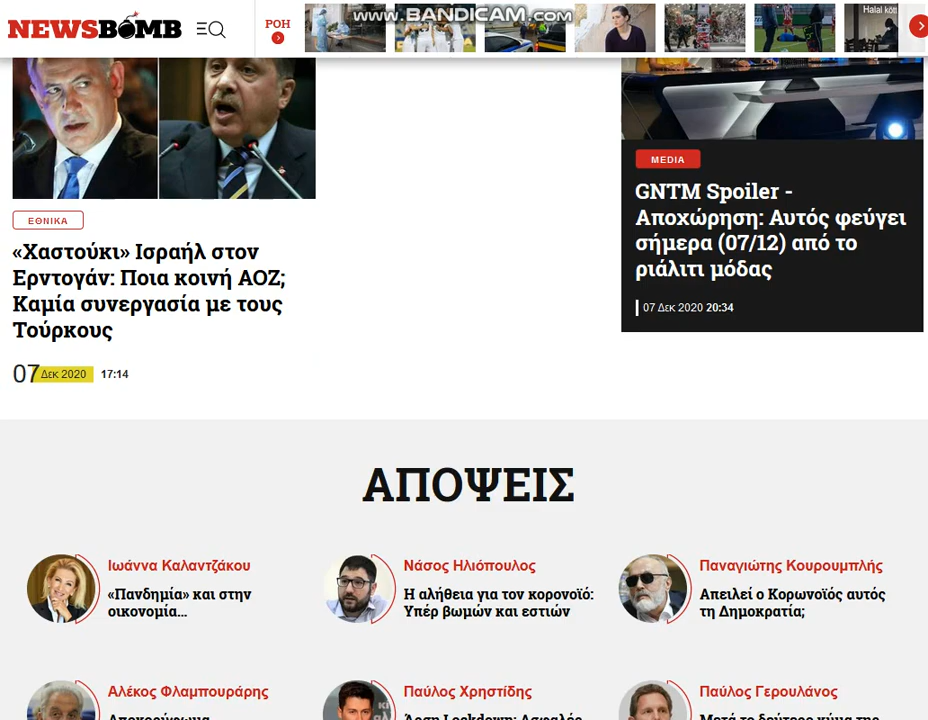 NEWSBOMB
ΡΟΗ
www.BANDICAM.com
Halal
ΕΘΝΙΚΑ
«Χαστούκι» Ισραήλ στον
Ερντογάν: Ποια κοινή ΑΟΖ;
Καμία συνεργασία με τους
Τούρκους
07 Δεκ 2020 17:14
MEDIA
GNTM Spoiler -
Αποχώρηση: Αυτός φεύγει
σήμερα (07/12) από το
ριάλιτι μόδας
07 Δεκ 2020 20:34
ΑΠΟΨΕΙΣ
Ιωάννα Καλαντζάκου
«Πανδημία» και στην
οικονομία...
Νάσος Ηλιόπουλος
Η αλήθεια για τον κορονοϊό:
Υπέρ βωμών και εστιών
Παναγιώτης Κουρουμπλής
Απειλεί ο Κορωνοϊός αυτός
τη Δημοκρατία;
Αλέκος Φλαμπουράρης
Αποκορύφωμα
Παύλος Χρηστίδης
Άρση Lockdown: Ασφαλές
Παύλος Γερουλάνος
Μετά το δεύτερο κύμα της